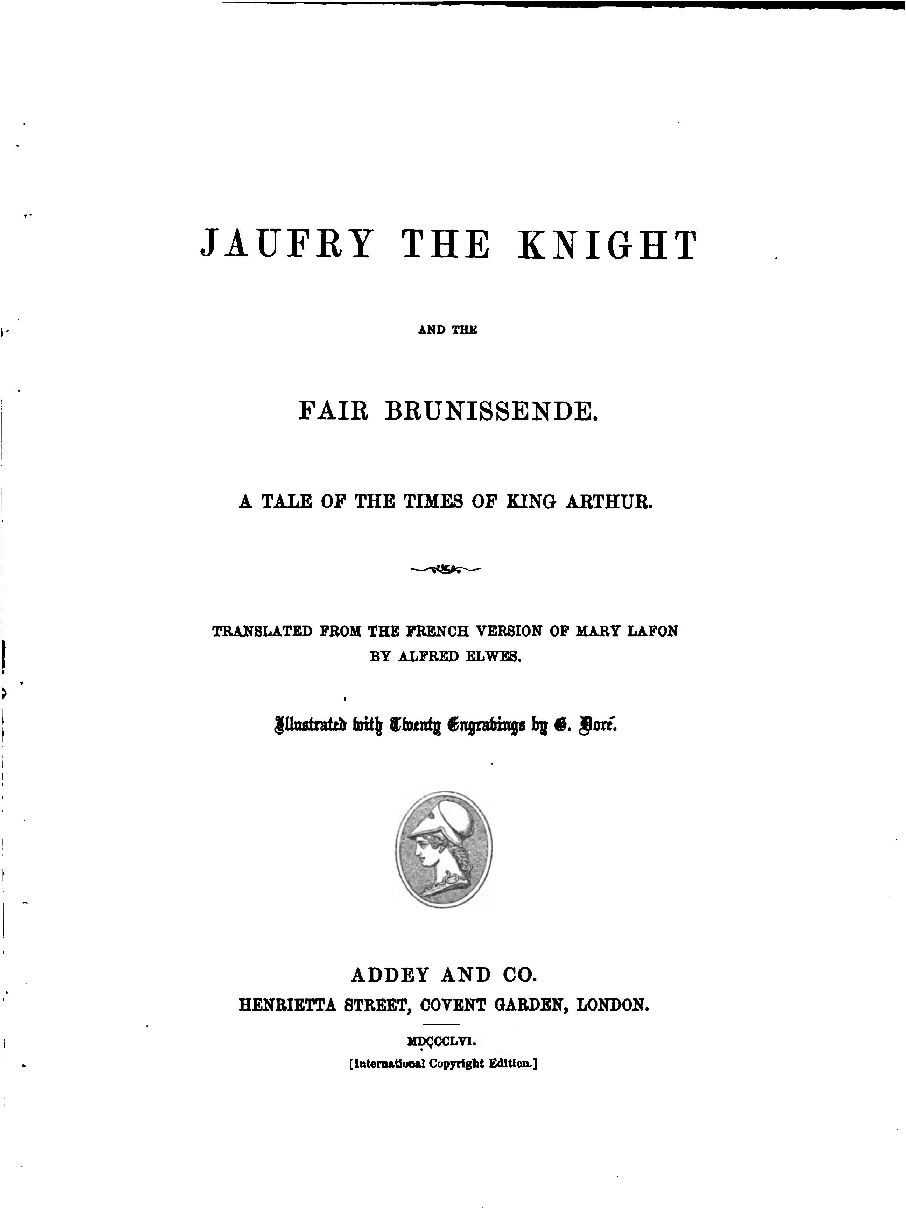 JAUFRY THE KNIGHT
AND THE
FAIR BRUNISSENDE.
A TALE OF THE TIMES OF KING ARTHUR.
TRANSLATED FROM THE FRENCH VERSION OF MARY LAFON
BY ALFRED ELWES.
Illustrated with Twenty Engravings by G. Doré.
ADDEY AND CO.
HENRIETTA STREET, COVENT GARDEN, LONDON.
MDCCCLVI.
[International Copyright Edition.]